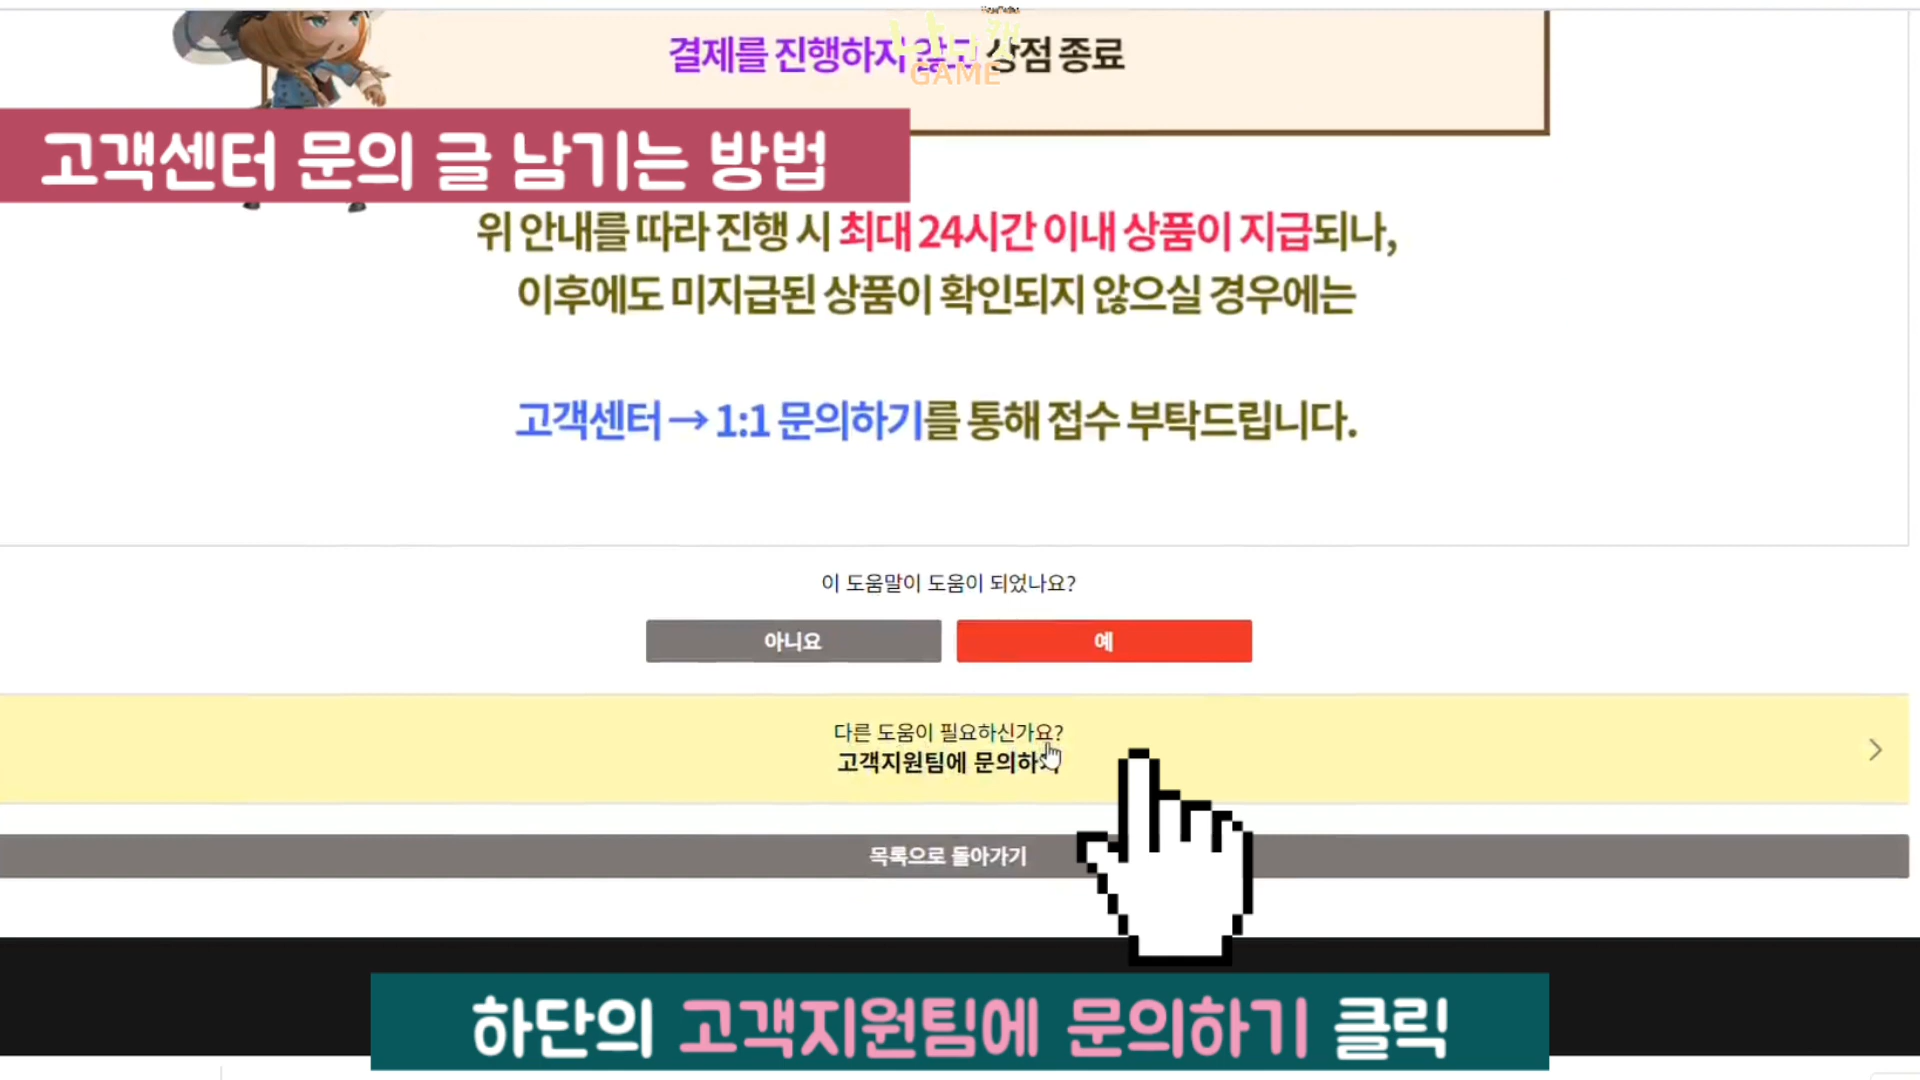 결제를 진행하지 않고 상점 종료
GAME
고객센터 문의 글 남기는 방법
위 안내를 따라 진행 시 최대 24시간 이내 상품이 지급되나,
이후에도 미지급된 상품이 확인되지 않으실 경우에는
고객센터 → 1:1 문의하기를 통해 접수 부탁드립니다.
이 도움말이 도움이 되었나요?
아니요
예
다른 도움이 필요하신가요?
고객지원팀에 문의하기
목록으로 돌아가기
하단의 고객지원팀에 문의하기 클릭